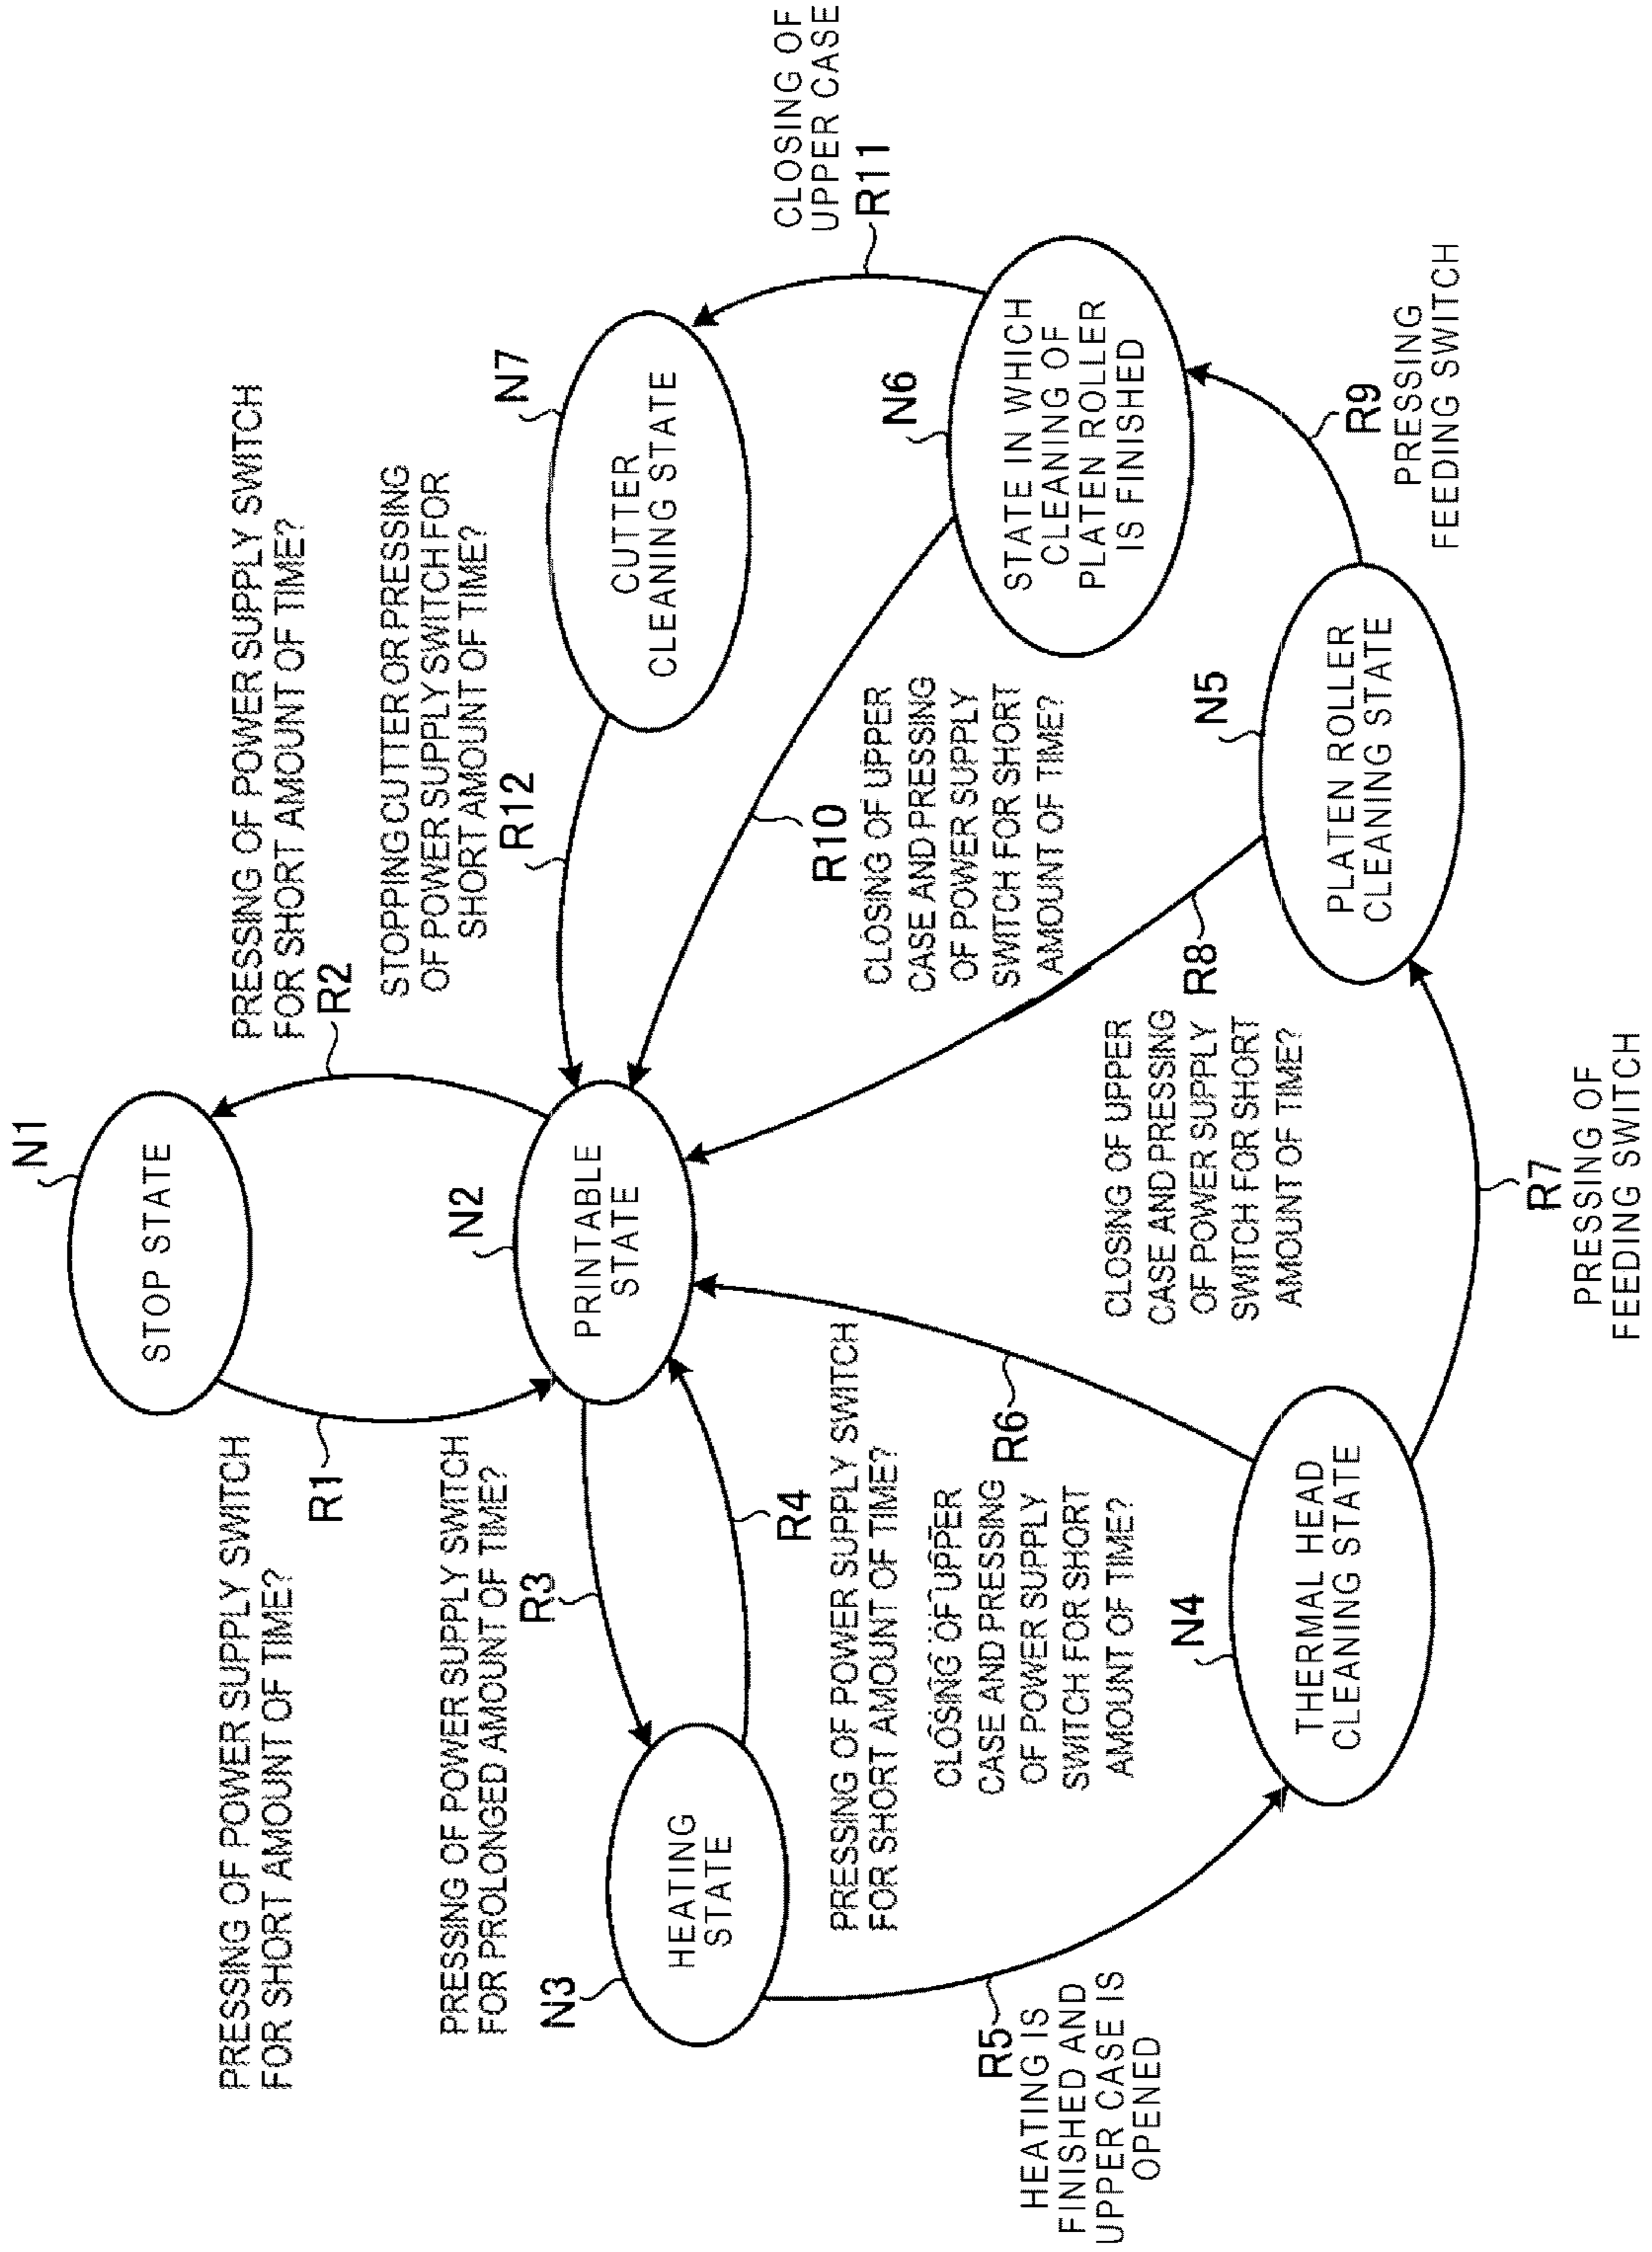 N1
STOP STATE
PRESSING OF POWER SUPPLY SWITCH
FOR SHORT AMOUNT OF TIME?
R1
PRESSING OF POWER SUPPLY SWITCH
FOR SHORT AMOUNT OF TIME?
R2
N2
PRINTABLE
STATE
PRESSING OF POWER SUPPLY SWITCH
FOR PROLONGED AMOUNT OF TIME?
R3
N3
HEATING
STATE
R4
PRESSING OF POWER SUPPLY SWITCH
FOR SHORT AMOUNT OF TIME?
STOPPING CUTTER OR PRESSING
OF POWER SUPPLY SWITCH FOR
SHORT AMOUNT OF TIME?
R12
N7
CUTTER
CLEANING STATE
CLOSING OF
UPPER CASE
R11
R10
CLOSING OF UPPER
CASE AND PRESSING
OF POWER SUPPLY
SWITCH FOR SHORT
AMOUNT OF TIME?
N6
STATE IN WHICH
CLEANING OF
PLATEN ROLLER
IS FINISHED
R6
CLOSING OF UPPER
CASE AND PRESSING
OF POWER SUPPLY
SWITCH FOR SHORT
AMOUNT OF TIME?
R5
HEATING IS
FINISHED AND
UPPER CASE IS
OPENED
N4
THERMAL HEAD
CLEANING STATE
R8
CLOSING OF UPPER
CASE AND PRESSING
OF POWER SUPPLY
SWITCH FOR SHORT
AMOUNT OF TIME?
N5
PLATEN ROLLER
CLEANING STATE
R9
PRESSING
FEEDING SWITCH
R7
PRESSING OF
FEEDING SWITCH